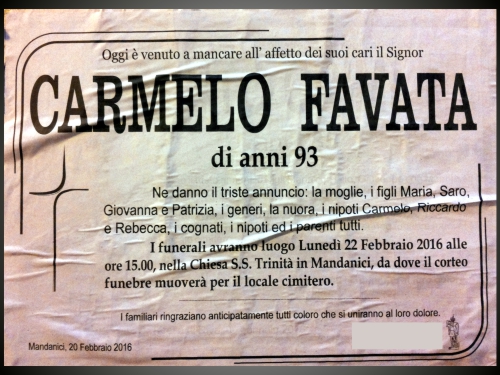 Oggi è venuto a mancare all' affetto dei suoi cari il Signor
CARMELO FAVATA
di anni 93
Ne danno il triste annuncio: la moglie, i figli Maria, Saro,
Giovanna e Patrizia, i generi, la nuora, i nipoti Carmelo, Riccardo
e Rebecca, i cognati, i nipoti ed i parenti tutti.
I funerali avranno luogo Lunedì 22 Febbraio 2016 alle
ore 15.00, nella Chiesa S.S. Trinità in Mandanici, da dove il corteo
funebre muoverà per il locale cimitero.
I familiari ringraziano anticipatamente tutti coloro che si uniranno al loro dolore.
Mandanici, 20 Febbraio 2016